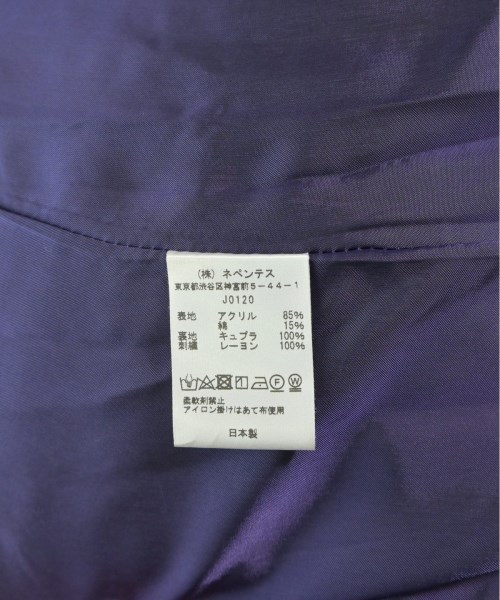 (株) ネペンテス
東京都渋谷区神宮前5-44-1
J0120
表地 アクリル 85%
綿 15%
裏地 キュプラ 100%
刺繍 レーヨン 100%
柔軟剤禁止
アイロン掛けはあて布使用
日本製